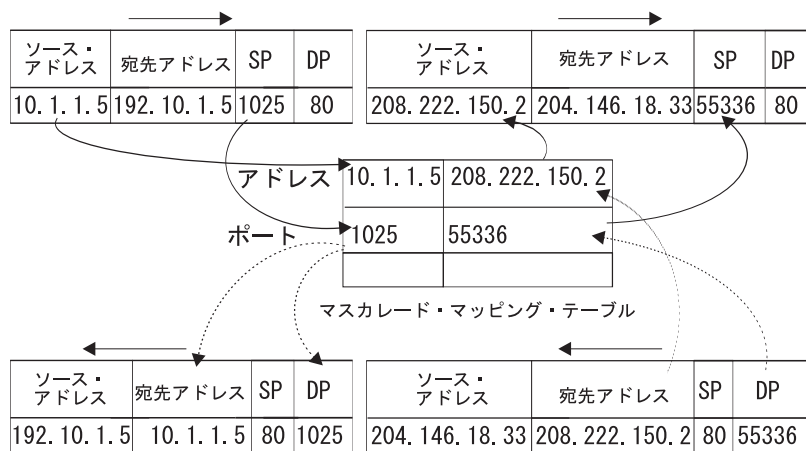 ソース・アドレス 宛先アドレス SP DP
10.1.1.5 192.10.1.5 1025 80
ソース・アドレス 宛先アドレス SP DP
208.222.150.2 204.146.18.33 55336 80
アドレス 10.1.1.5 208.222.150.2
ポート 1025 55336
マスカレード・マッピング・テーブル
ソース・アドレス 宛先アドレス SP DP
192.10.1.5 10.1.1.5 80 1025
ソース・アドレス 宛先アドレス SP DP
204.146.18.33 208.222.150.2 80 55336